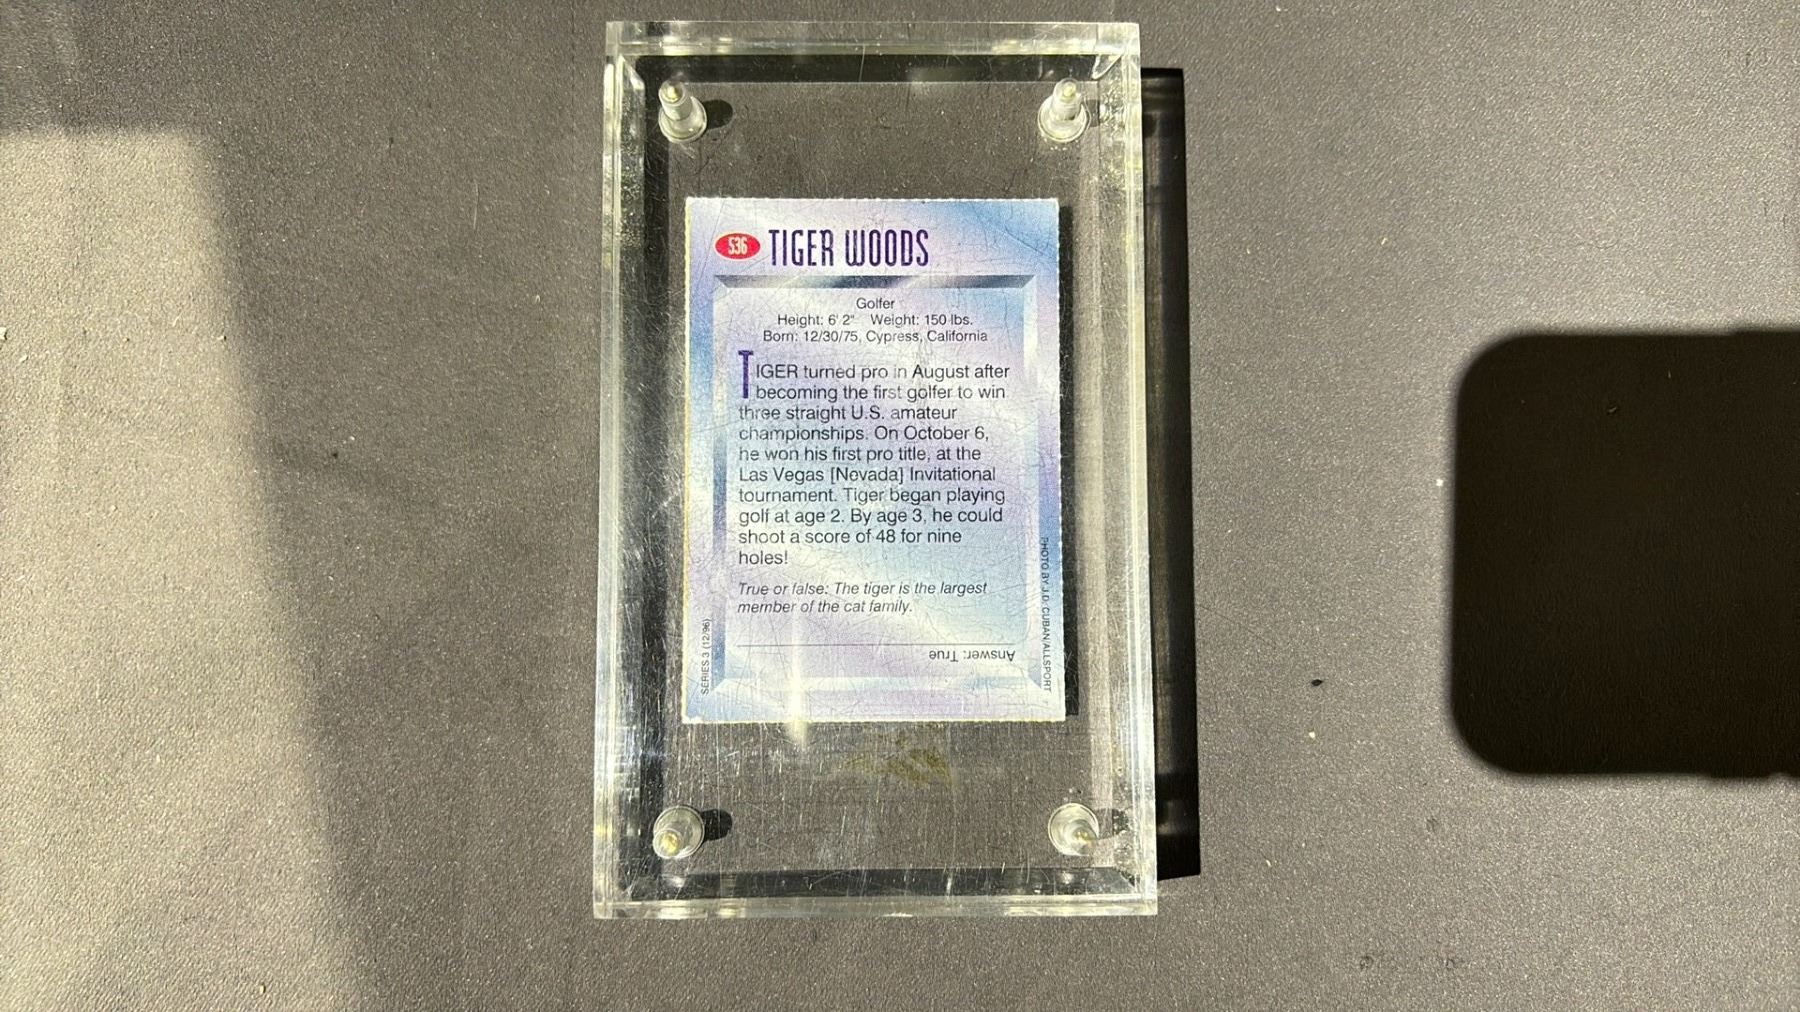 536 TIGER WOODS
Golfer
Height: 6' 2" Weight: 150 lbs.
Born: 12/30/75, Cypress, California
TIGER turned pro in August after
becoming the first golfer to win
three straight U.S. amateur
championships. On October 6,
he won his first pro title, at the
Las Vegas [Nevada] Invitational
tournament. Tiger began playing
golf at age 2. By age 3, he could
shoot a score of 48 for nine
holes!
True or false: The tiger is the largest
member of the cat family.
Answer: True
SERIES 3 (12/96)
PHOTO BY J.D. CUBAN/ALLSPORT